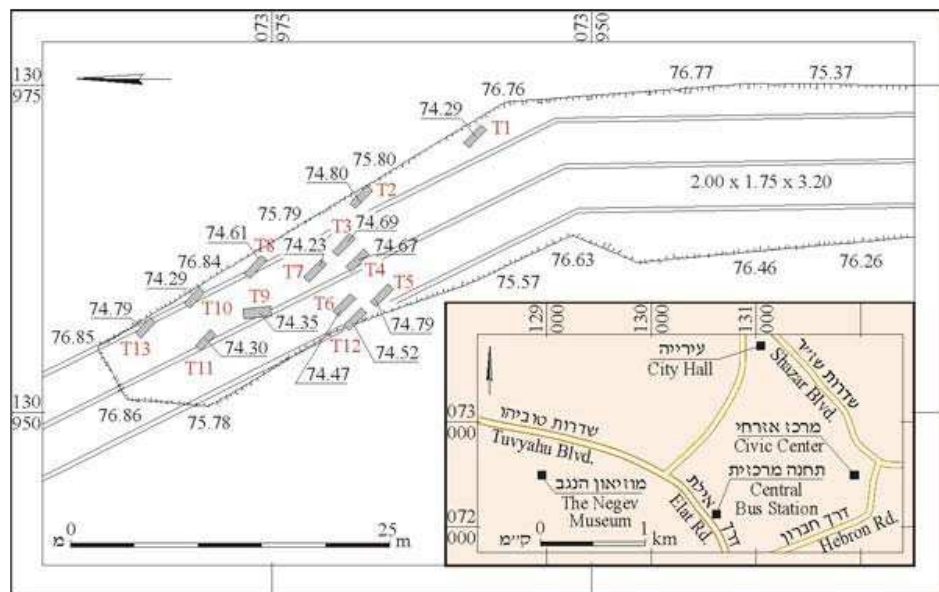 073
975
073
950
130
975
130
950
76.77
75.37
76.76
74.29
T1
75.80
74.80
T2
2.00 x 1.75 x 3.20
75.79
T3
74.69
74.61
T8
74.23
74.67
T7
T4
76.84
74.29
T5
76.63
75.57
76.46
76.26
T10
T9
T6
74.79
74.35
74.79
76.85
T13
T12
74.52
74.30
T11
74.47
76.86
75.78
0
25
מ
m
129
000
130
000
131
000
073
000
072
000
עירייה
City Hall
שדרות שז״ר
Shazar Blvd.
שדרות טוביהו
Tuvyahu Blvd.
מרכז אזרחי
Civic Center
מוזיאון הנגב
The Negev
Museum
תחנה מרכזית
Central
Bus Station
דרך אילת
Elat Rd.
דרך חברון
Hebron Rd.
0
1
ק״מ
km